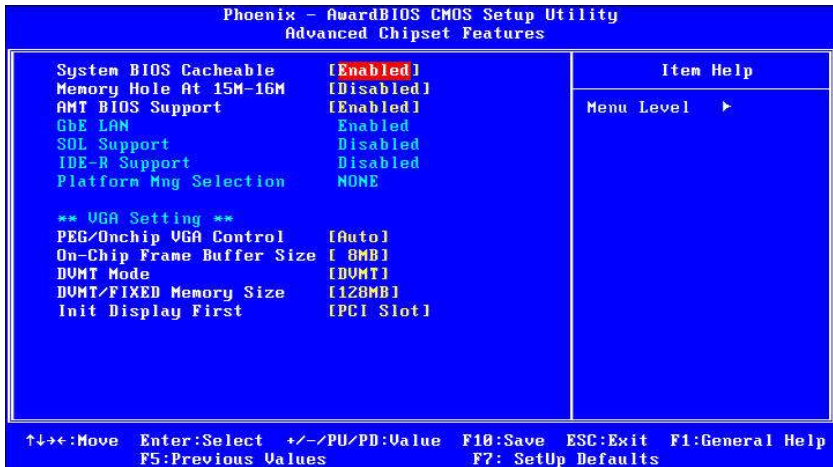 Phoenix - AwardBIOS CMOS Setup Utility
Advanced Chipset Features
System BIOS Cacheable [Enabled]
Memory Hole At 15M-16M [Disabled]
AMT BIOS Support [Enabled]
GbE LAN Enabled
SOL Support Disabled
IDE-R Support Disabled
Platform Mng Selection NONE
** VGA Setting **
PEG/Onchip VGA Control [Auto]
On-Chip Frame Buffer Size [ 8MB]
DVMT Mode [DVMT]
DVMT/FIXED Memory Size [128MB]
Init Display First [PCI Slot]
Item Help
Menu Level ►
↑↓→←:Move Enter:Select +/-/PU/PD:Value F10:Save ESC:Exit F1:General Help
F5:Previous Values F7: SetUp Defaults